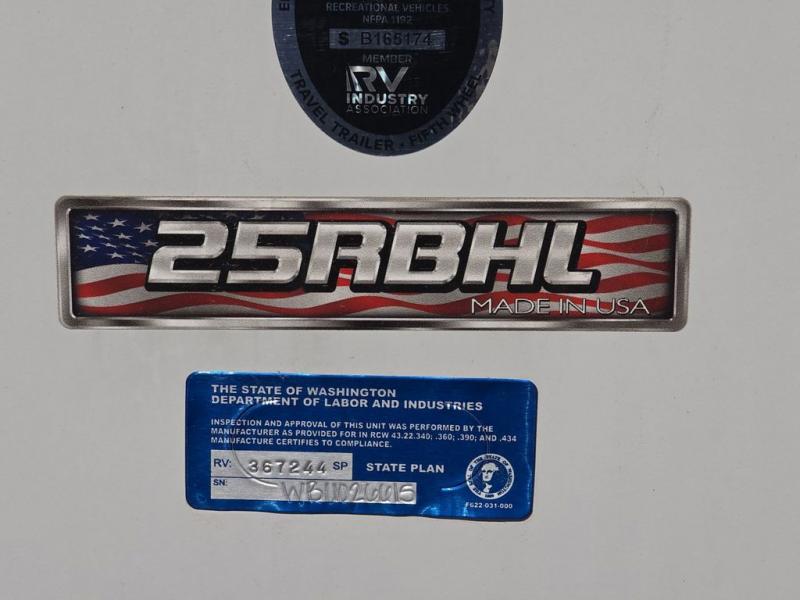 RECREATIONAL VEHICLES
NFPA 1192
S B165174
MEMBER
RV
INDUSTRY
ASSOCIATION
TRAVEL TRAILER • FIFTH WHEEL
25RBHL
MADE IN USA
THE STATE OF WASHINGTON
DEPARTMENT OF LABOR AND INDUSTRIES
INSPECTION AND APPROVAL OF THIS UNIT WAS PERFORMED BY THE
MANUFACTURER AS PROVIDED FOR IN RCW 43.22.340; .360; .390; AND .434
MANUFACTURE CERTIFIES TO COMPLIANCE.
RV: 367244 SP STATE PLAN
SN:
F622-031-000